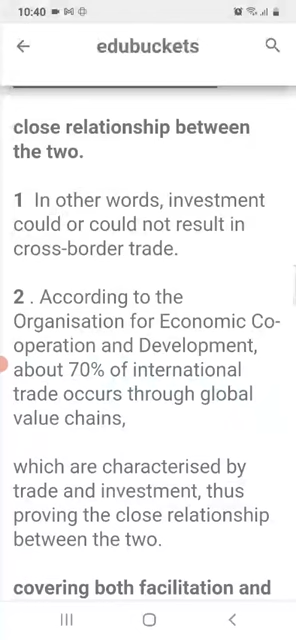 10:40
edubuckets
close relationship between
the two.
1 In other words, investment
could or could not result in
cross-border trade.
2 . According to the
Organisation for Economic Co-
operation and Development,
about 70% of international
trade occurs through global
value chains,
which are characterised by
trade and investment, thus
proving the close relationship
between the two.
covering both facilitation and